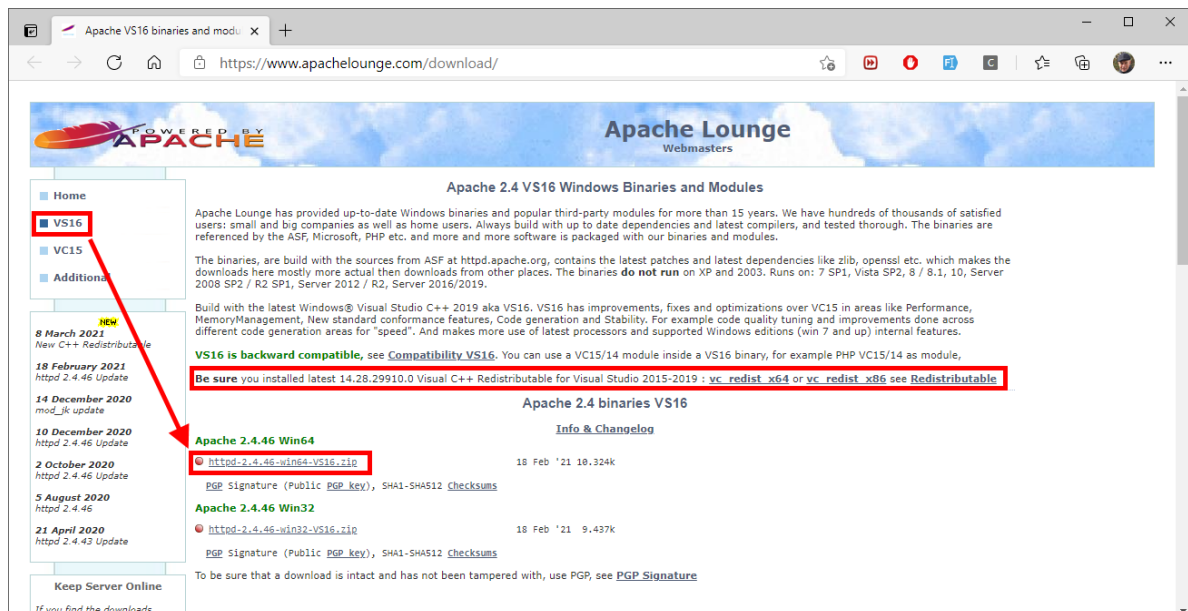 Apache VS16 binaries and modu
https://www.apachelounge.com/download/
POWERED BY
APACHE
Apache Lounge
Webmasters
Home
VS16
VC15
Additional
NEW
8 March 2021
New C++ Redistributable
18 February 2021
httpd 2.4.46 Update
14 December 2020
mod_jk update
10 December 2020
httpd 2.4.46 Update
2 October 2020
httpd 2.4.46 Update
5 August 2020
httpd 2.4.46
21 April 2020
httpd 2.4.43 Update
Keep Server Online
If you find the downloads
Apache 2.4 VS16 Windows Binaries and Modules
Apache Lounge has provided up-to-date Windows binaries and popular third-party modules for more than 15 years. We have hundreds of thousands of satisfied
users: small and big companies as well as home users. Always build with up to date dependencies and latest compilers, and tested thorough. The binaries are
referenced by the ASF, Microsoft, PHP etc. and more and more software is packaged with our binaries and modules.
The binaries, are build with the sources from ASF at httpd.apache.org, contains the latest patches and latest dependencies like zlib, openssl etc. which makes the
downloads here mostly more actual then downloads from other places. The binaries do not run on XP and 2003. Runs on: 7 SP1, Vista SP2, 8 / 8.1, 10, Server
2008 SP2 / R2 SP1, Server 2012 / R2, Server 2016/2019.
Build with the latest Windows® Visual Studio C++ 2019 aka VS16. VS16 has improvements, fixes and optimizations over VC15 in areas like Performance,
MemoryManagement, New standard conformance features, Code generation and Stability. For example code quality tuning and improvements done across
different code generation areas for "speed". And makes more use of latest processors and supported Windows editions (win 7 and up) internal features.
VS16 is backward compatible, see Compatibility VS16. You can use a VC15/14 module inside a VS16 binary, for example PHP VC15/14 as module,
Be sure you installed latest 14.28.29910.0 Visual C++ Redistributable for Visual Studio 2015-2019 : vc_redist_x64 or vc_redist_x86 see Redistributable
Apache 2.4 binaries VS16
Info & Changelog
Apache 2.4.46 Win64
httpd-2.4.46-win64-VS16.zip 18 Feb '21 10.324k
PGP Signature (Public PGP key), SHA1-SHA512 Checksums
Apache 2.4.46 Win32
httpd-2.4.46-win32-VS16.zip 18 Feb '21 9.437k
PGP Signature (Public PGP key), SHA1-SHA512 Checksums
To be sure that a download is intact and has not been tampered with, use PGP, see PGP Signature